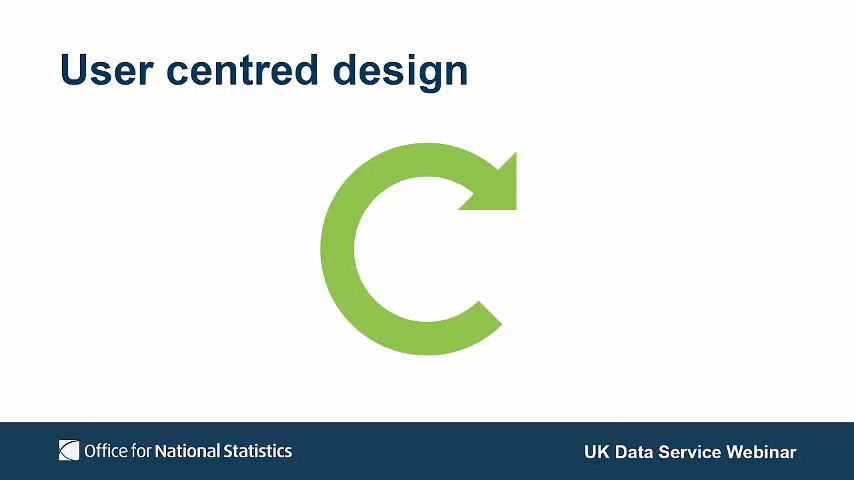 User centred design
Office for National Statistics
UK Data Service Webinar